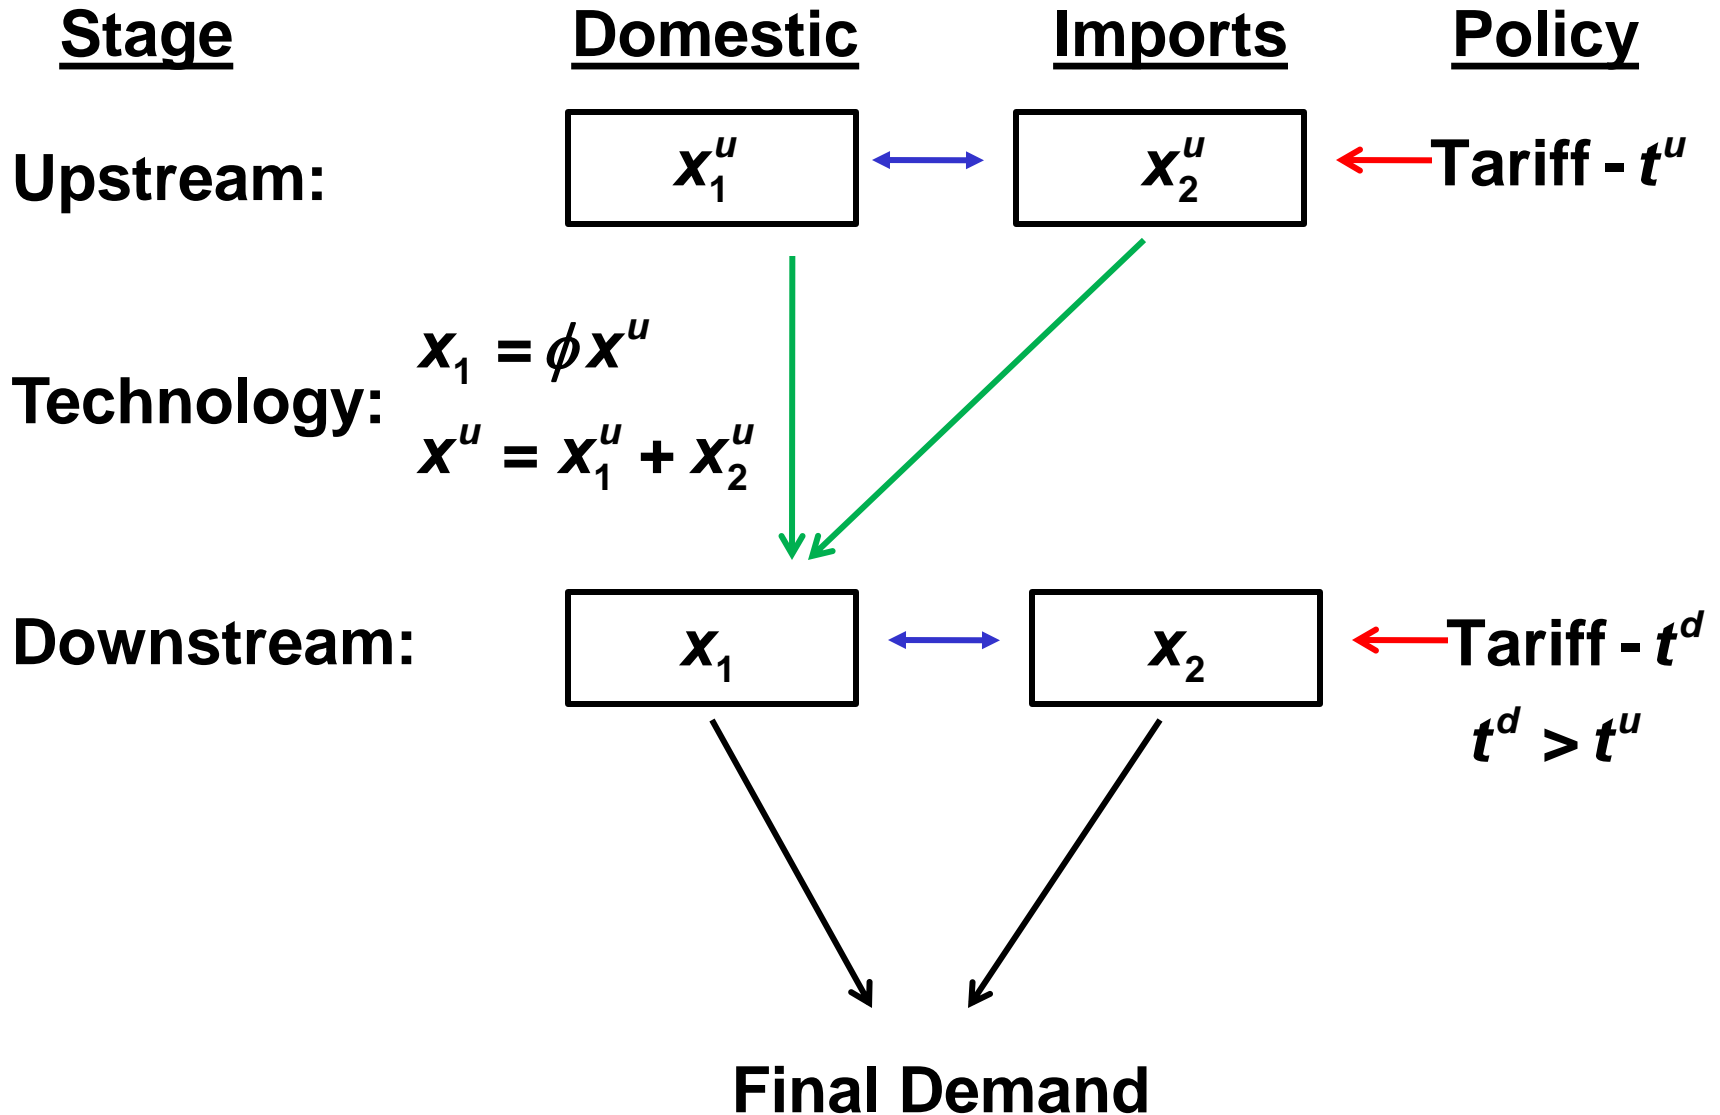 Stage Domestic Imports Policy
Upstream: x₁ᵘ x₂ᵘ Tariff - tᵘ
x₁ = ϕxᵘ
Technology:
xᵘ = x₁ᵘ + x₂ᵘ
Downstream: x₁ x₂ Tariff - tᵈ
tᵈ > tᵘ
Final Demand